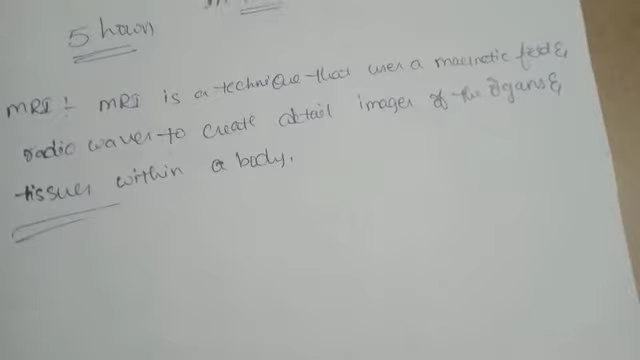 5 hours
MRI :- MRI is a technique that uses a magnetic field &
radio waves to create detail images of the organs &
tissues within a body.